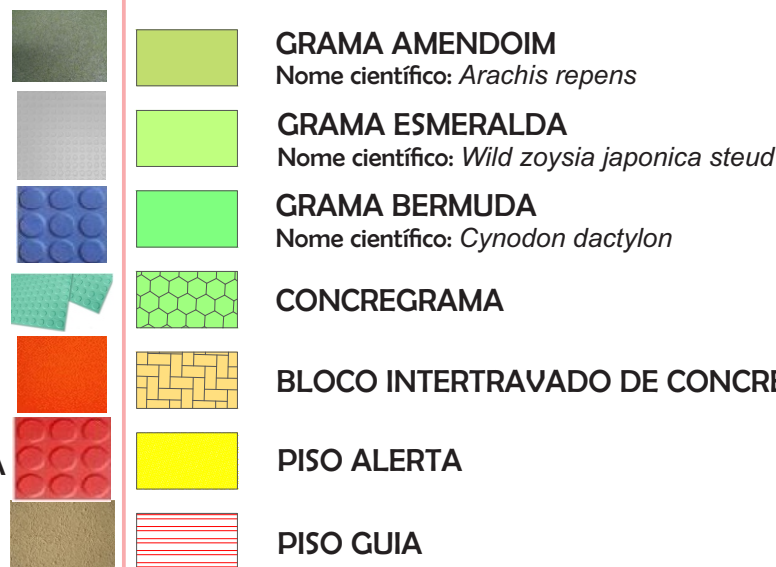 GRAMA AMENDOIM
Nome científico: Arachis repens
GRAMA ESMERALDA
Nome científico: Wild zoysia japonica steud
GRAMA BERMUDA
Nome científico: Cynodon dactylon
CONCREGRAMA
BLOCO INTERTRAVADO DE CONCRE
A PISO ALERTA
PISO GUIA